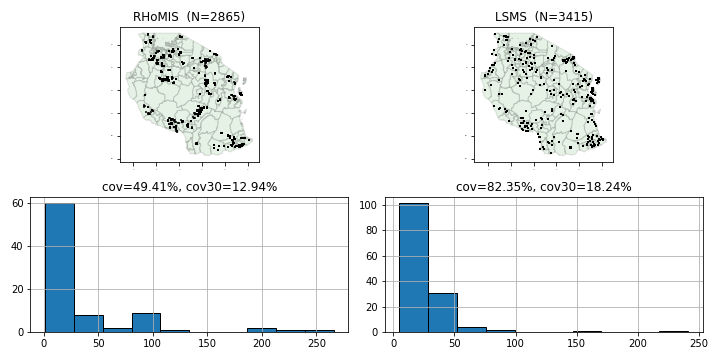 RHoMIS (N=2865)
LSMS (N=3415)
cov=49.41%, cov30=12.94%
cov=82.35%, cov30=18.24%
60
40
20
0
0 50 100 150 200 250
100
80
60
40
20
0
0 50 100 150 200 250